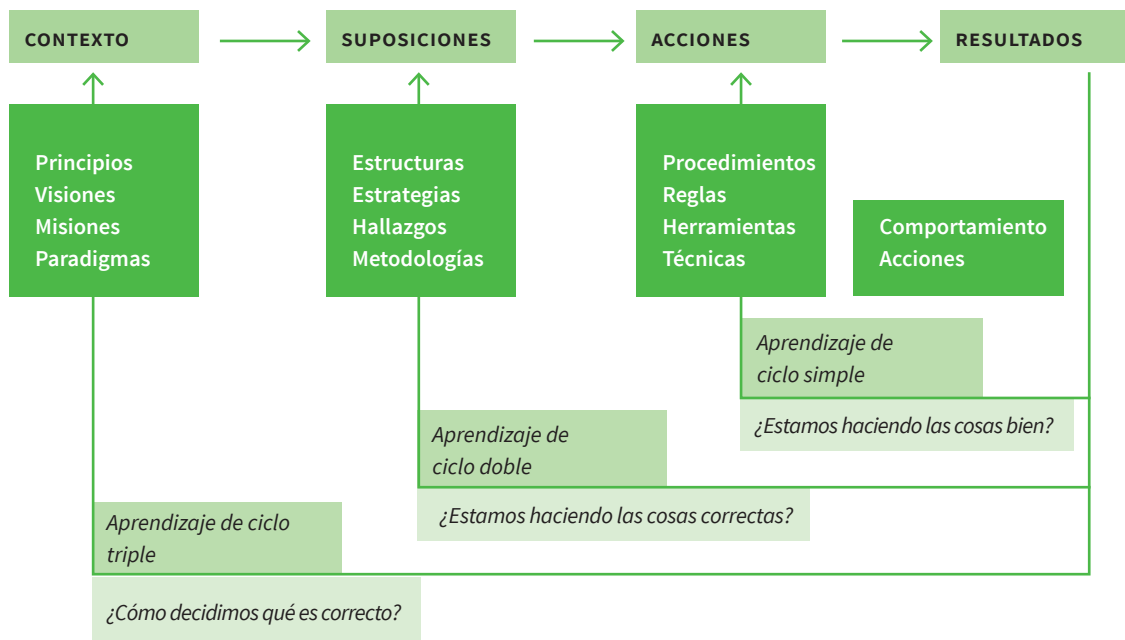 CONTEXTO
SUPOSICIONES
ACCIONES
RESULTADOS
Principios
Visiones
Misiones
Paradigmas
Estructuras
Estrategias
Hallazgos
Metodologías
Procedimientos
Reglas
Herramientas
Técnicas
Comportamiento
Acciones
Aprendizaje de
ciclo simple
¿Estamos haciendo las cosas bien?
Aprendizaje de
ciclo doble
¿Estamos haciendo las cosas correctas?
Aprendizaje de ciclo
triple
¿Cómo decidimos qué es correcto?